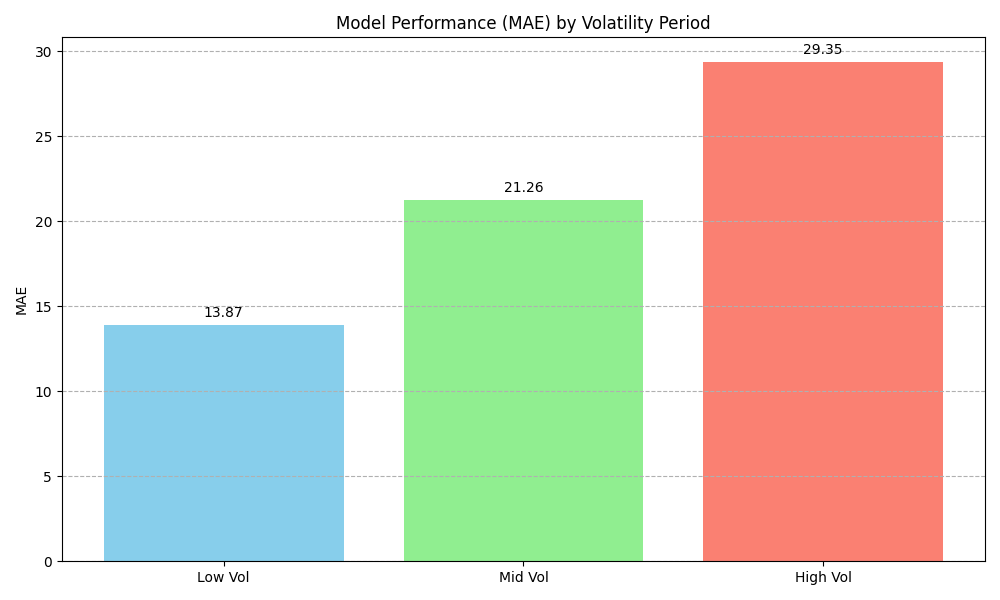 Model Performance (MAE) by Volatility Period
MAE
30
25
20
15
10
5
0
13.87
21.26
29.35
Low Vol
Mid Vol
High Vol